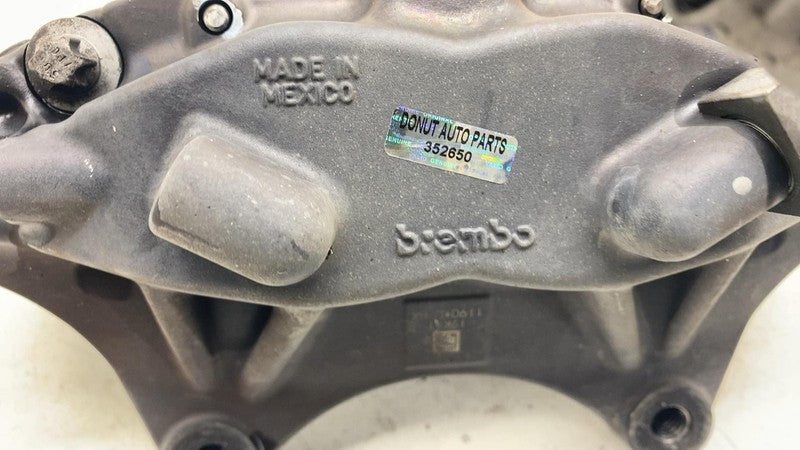 MADE IN
MEXICO
DONUT AUTO PARTS
352650
brembo